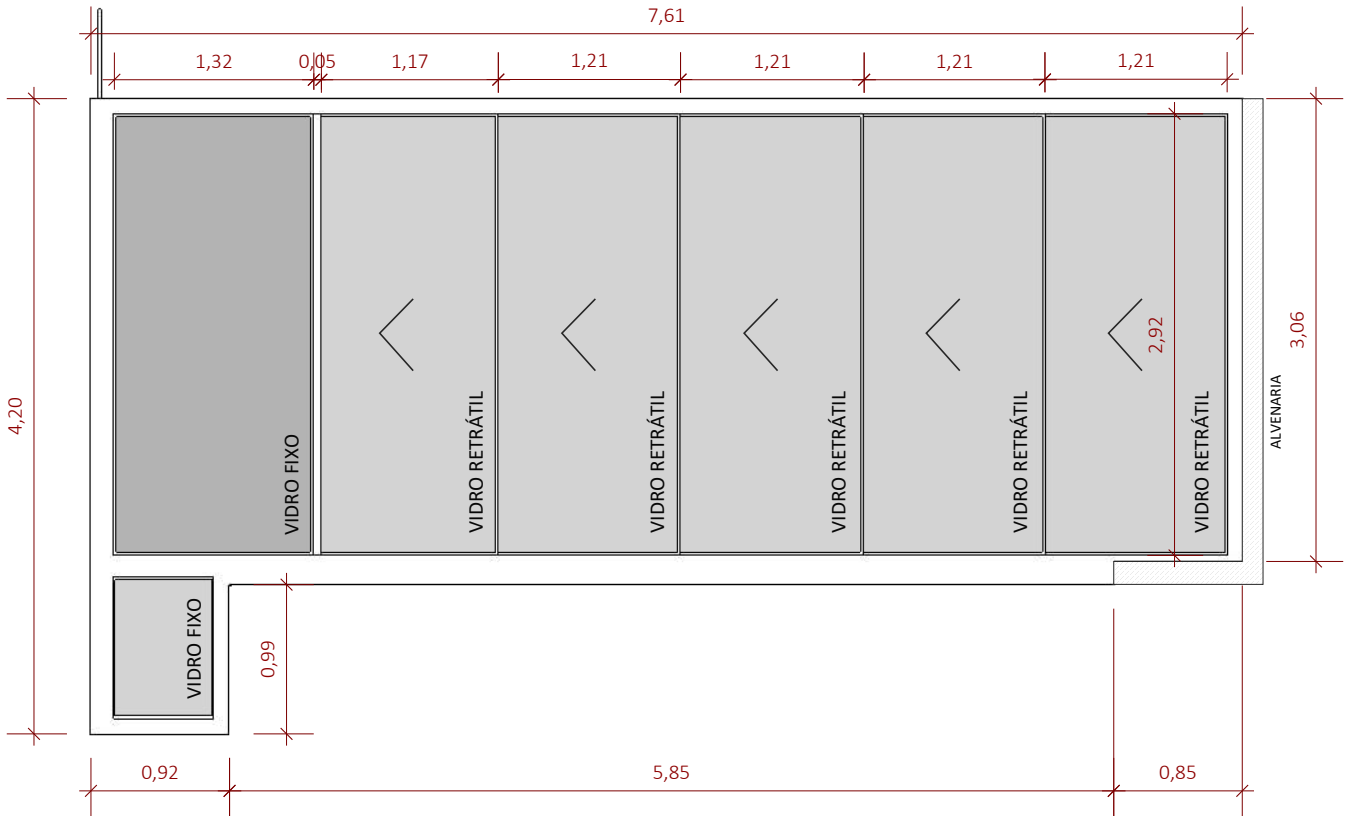 7,61
1,32
0,05
1,17
1,21
1,21
1,21
1,21
4,20
VIDRO FIXO
VIDRO RETRÁTIL
VIDRO RETRÁTIL
VIDRO RETRÁTIL
VIDRO RETRÁTIL
2,92
VIDRO RETRÁTIL
ALVENARIA
3,06
VIDRO FIXO
0,99
0,92
5,85
0,85